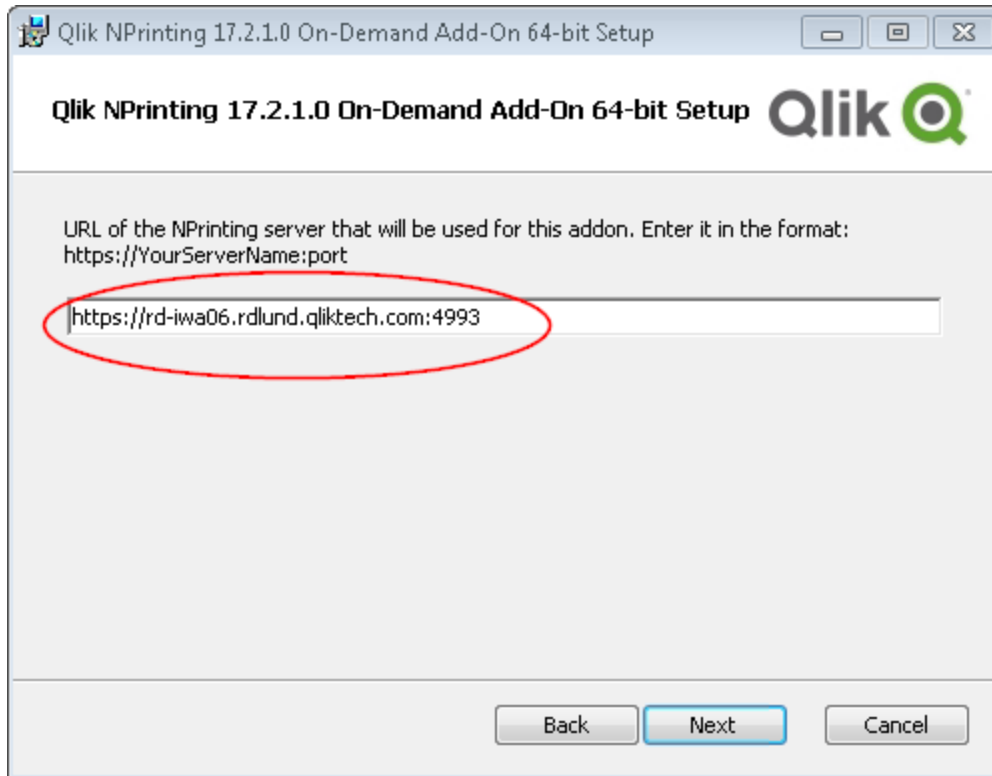 Qlik NPrinting 17.2.1.0 On-Demand Add-On 64-bit Setup
Qlik NPrinting 17.2.1.0 On-Demand Add-On 64-bit Setup
Qlik
URL of the NPrinting server that will be used for this addon. Enter it in the format:
https://YourServerName:port
https://rd-iwa06.rdlund.qliktech.com:4993
Back Next Cancel